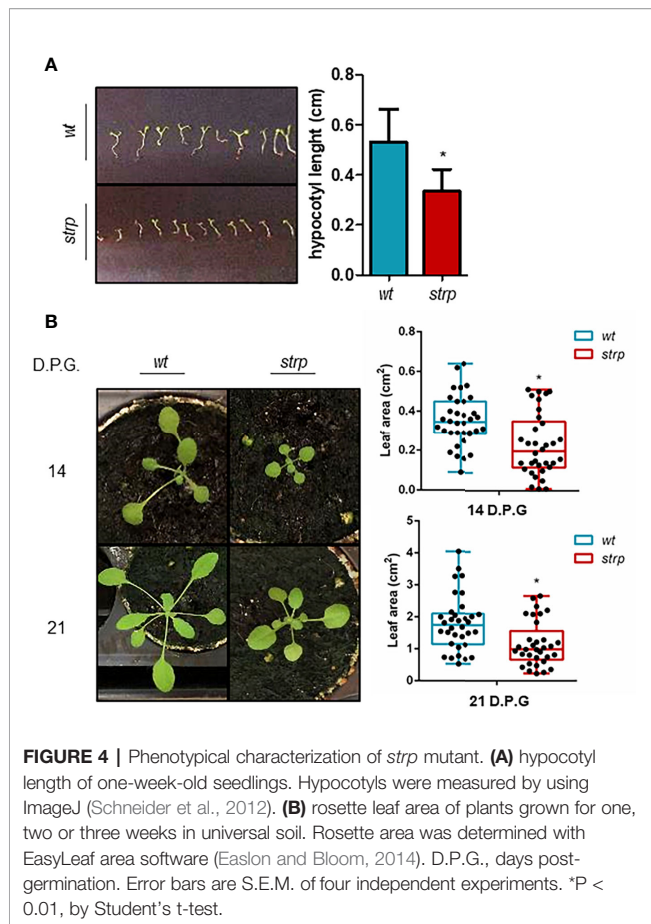 A
wt
strp
hypocotyl lenght (cm)
0.8
0.6
0.4
0.2
0.0
*
wt
strp
B
D.P.G.
wt
strp
14
21
Leaf area (cm²)
0.6
0.4
0.2
0.0
*
wt
strp
14 D.P.G
Leaf area (cm²)
5
4
3
2
1
0
*
wt
strp
21 D.P.G
FIGURE 4 | Phenotypical characterization of strp mutant. (A) hypocotyl
length of one-week-old seedlings. Hypocotyls were measured by using
ImageJ (Schneider et al., 2012). (B) rosette leaf area of plants grown for one,
two or three weeks in universal soil. Rosette area was determined with
EasyLeaf area software (Easlon and Bloom, 2014). D.P.G., days post-
germination. Error bars are S.E.M. of four independent experiments. *P <
0.01, by Student's t-test.